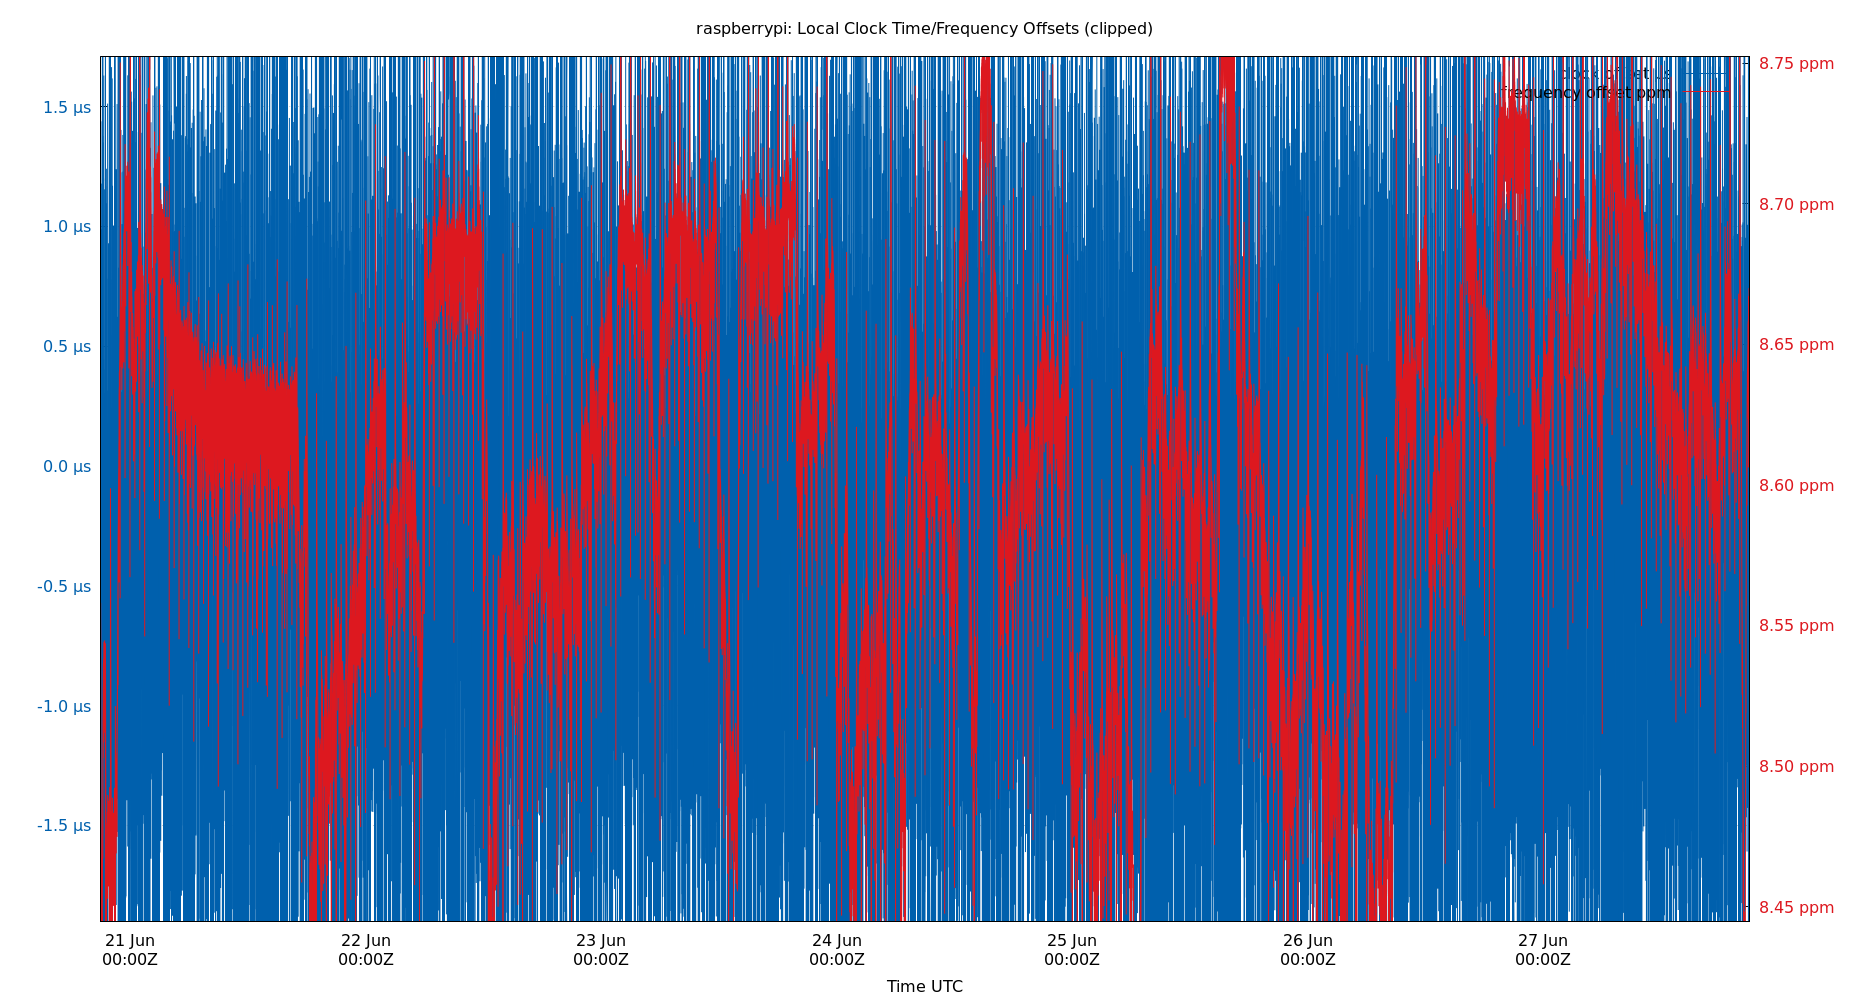 raspberrypi: Local Clock Time/Frequency Offsets (clipped)
clock offset µs
frequency offset ppm
1.5 µs
1.0 µs
0.5 µs
0.0 µs
-0.5 µs
-1.0 µs
-1.5 µs
8.75 ppm
8.70 ppm
8.65 ppm
8.60 ppm
8.55 ppm
8.50 ppm
8.45 ppm
21 Jun 22 Jun 23 Jun 24 Jun 25 Jun 26 Jun 27 Jun
00:00Z 00:00Z 00:00Z 00:00Z 00:00Z 00:00Z 00:00Z
Time UTC